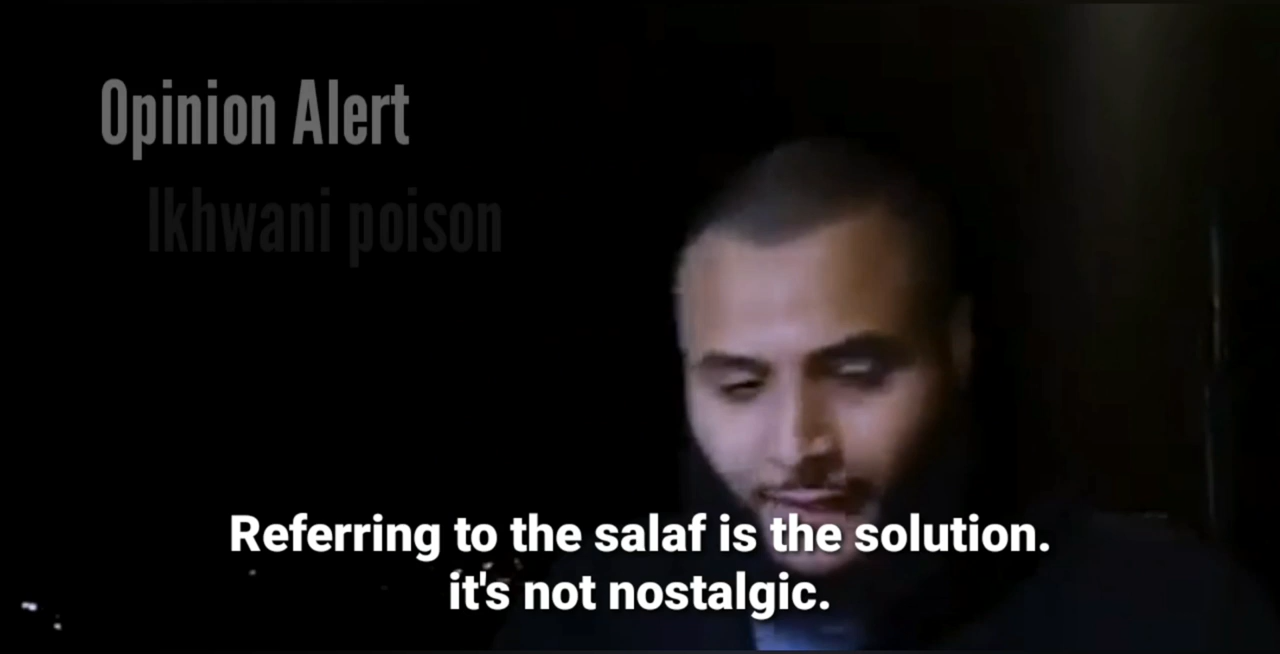 Opinion Alert
Ikhwani poison
Referring to the salaf is the solution.
it's not nostalgic.